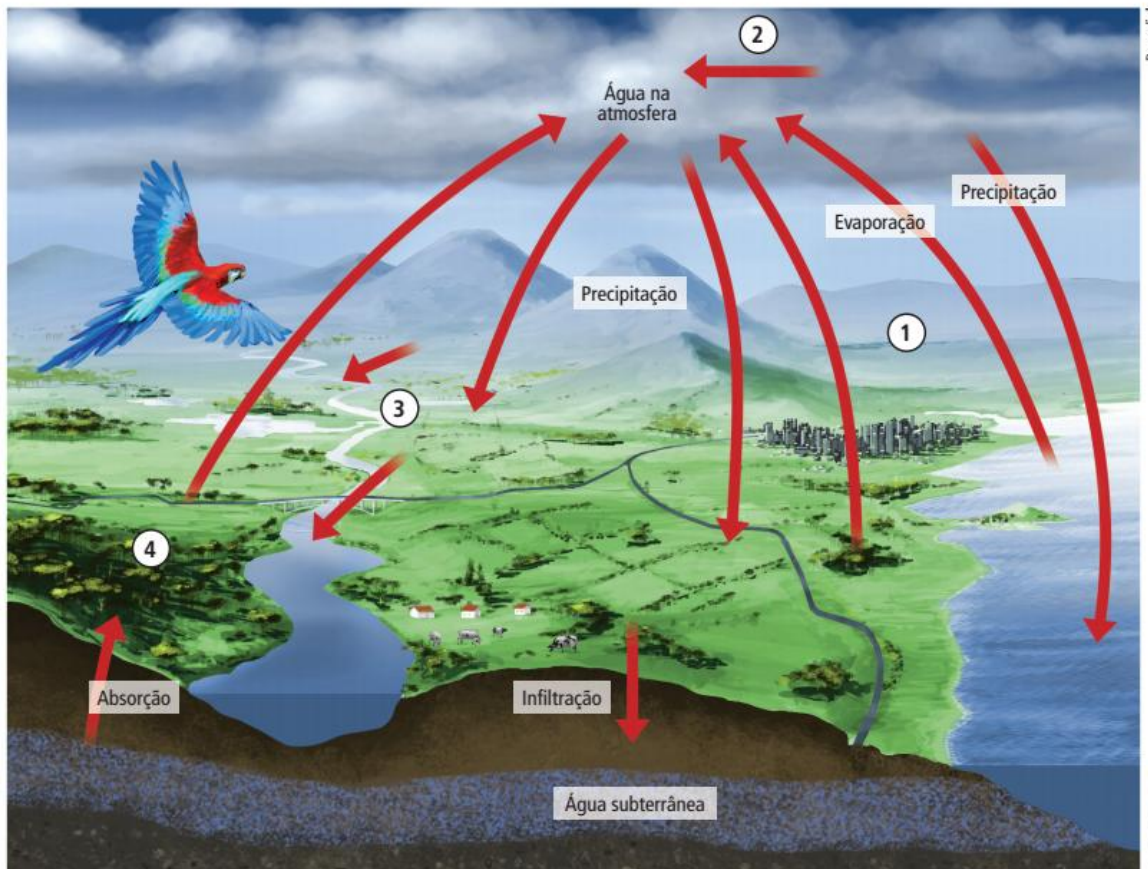 2
Água na
atmosfera
Precipitação
Evaporação
Precipitação
1
3
4
Absorção
Infiltração
Água subterrânea